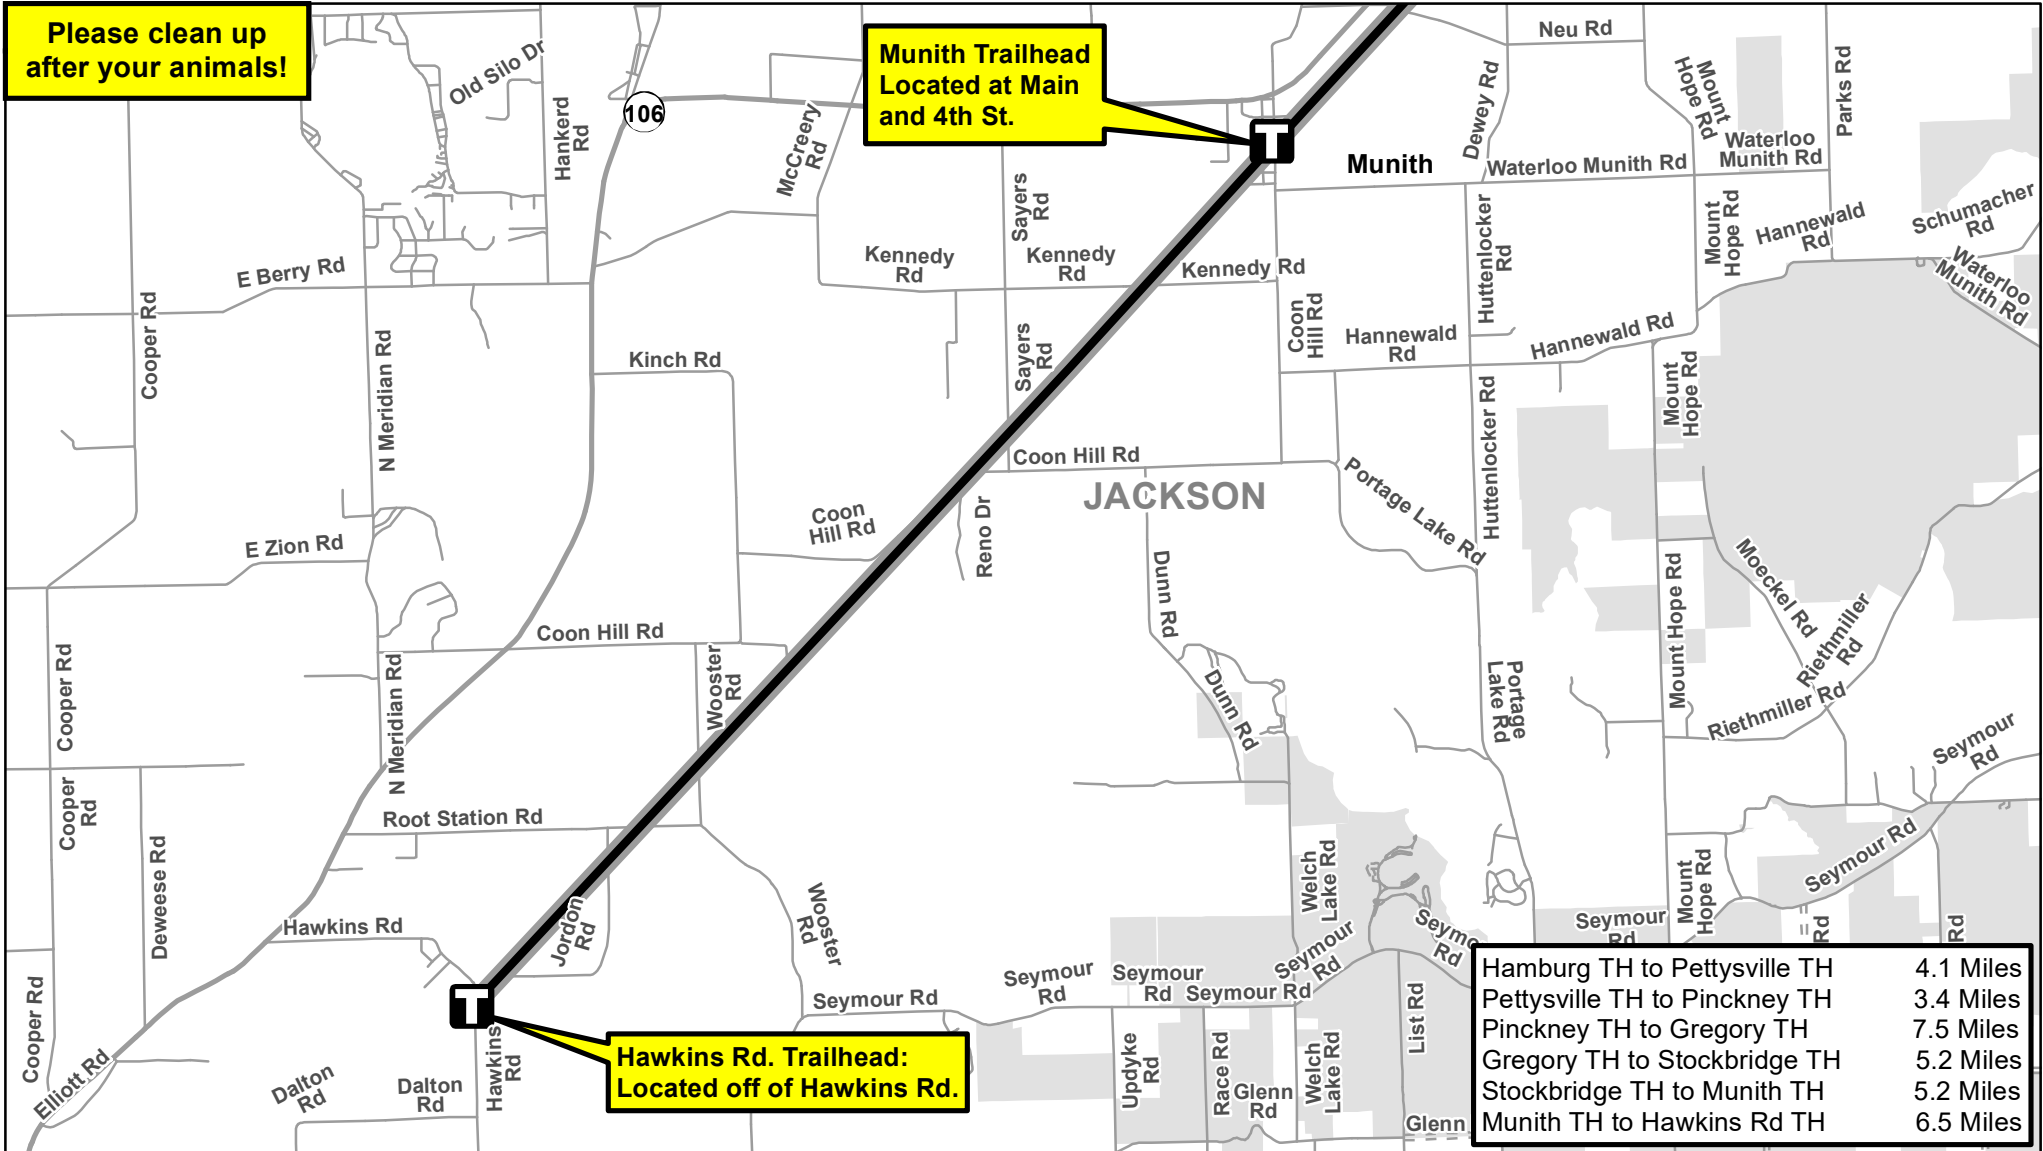 Please clean up
after your animals!
Old Silo Dr
Hankerd
Rd
106
McCreery
Rd
Munith Trailhead
Located at Main
and 4th St.
T
Munith
Neu Rd
Dewey Rd
Mount
Hope Rd
Parks Rd
Waterloo Munith Rd
Waterloo
Munith Rd
E Berry Rd
Cooper Rd
N Meridian Rd
Kennedy
Rd
Sayers
Rd
Kennedy
Rd
Kennedy Rd
Huttenlocker
Rd
Mount
Hope Rd
Hannewald
Rd
Schumacher
Rd
Waterloo
Munith Rd
Kinch Rd
Sayers
Rd
Coon
Hill Rd
Hannewald
Rd
Hannewald Rd
Mount
Hope Rd
Huttenlocker Rd
Coon Hill Rd
JACKSON
Portage Lake Rd
Coon
Hill Rd
Reno Dr
E Zion Rd
Dunn Rd
Mount Hope Rd
Moeckel Rd
Riethmiller
Rd
Coon Hill Rd
Cooper Rd
N Meridian Rd
Wooster
Rd
Dunn Rd
Portage
Lake Rd
Riethmiller Rd
Seymour
Rd
Cooper
Rd
Deweese Rd
Root Station Rd
Welch
Lake Rd
Mount
Hope Rd
Seymour Rd
Hawkins Rd
Jordon
Rd
Wooster
Rd
Seymour
Rd
Seymour
Rd
Rd
Rd
Seymour Rd
Seymour
Rd
Seymour
Rd
Seymour Rd
Seymour
Rd
Cooper Rd
T
Elliott Rd
Dalton
Rd
Dalton
Rd
Hawkins
Rd
Hawkins Rd. Trailhead:
Located off of Hawkins Rd.
Updyke
Rd
Race Rd
Glenn
Rd
Welch
Lake Rd
List Rd
Glenn
Hamburg TH to Pettysville TH 4.1 Miles
Pettysville TH to Pinckney TH 3.4 Miles
Pinckney TH to Gregory TH 7.5 Miles
Gregory TH to Stockbridge TH 5.2 Miles
Stockbridge TH to Munith TH 5.2 Miles
Munith TH to Hawkins Rd TH 6.5 Miles